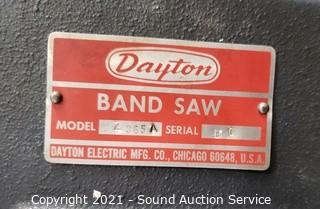 Dayton
BAND SAW
MODEL SERIAL
DAYTON ELECTRIC MFG. CO., CHICAGO 60648, U.S.A.
Copyright 2021 - Sound Auction Service